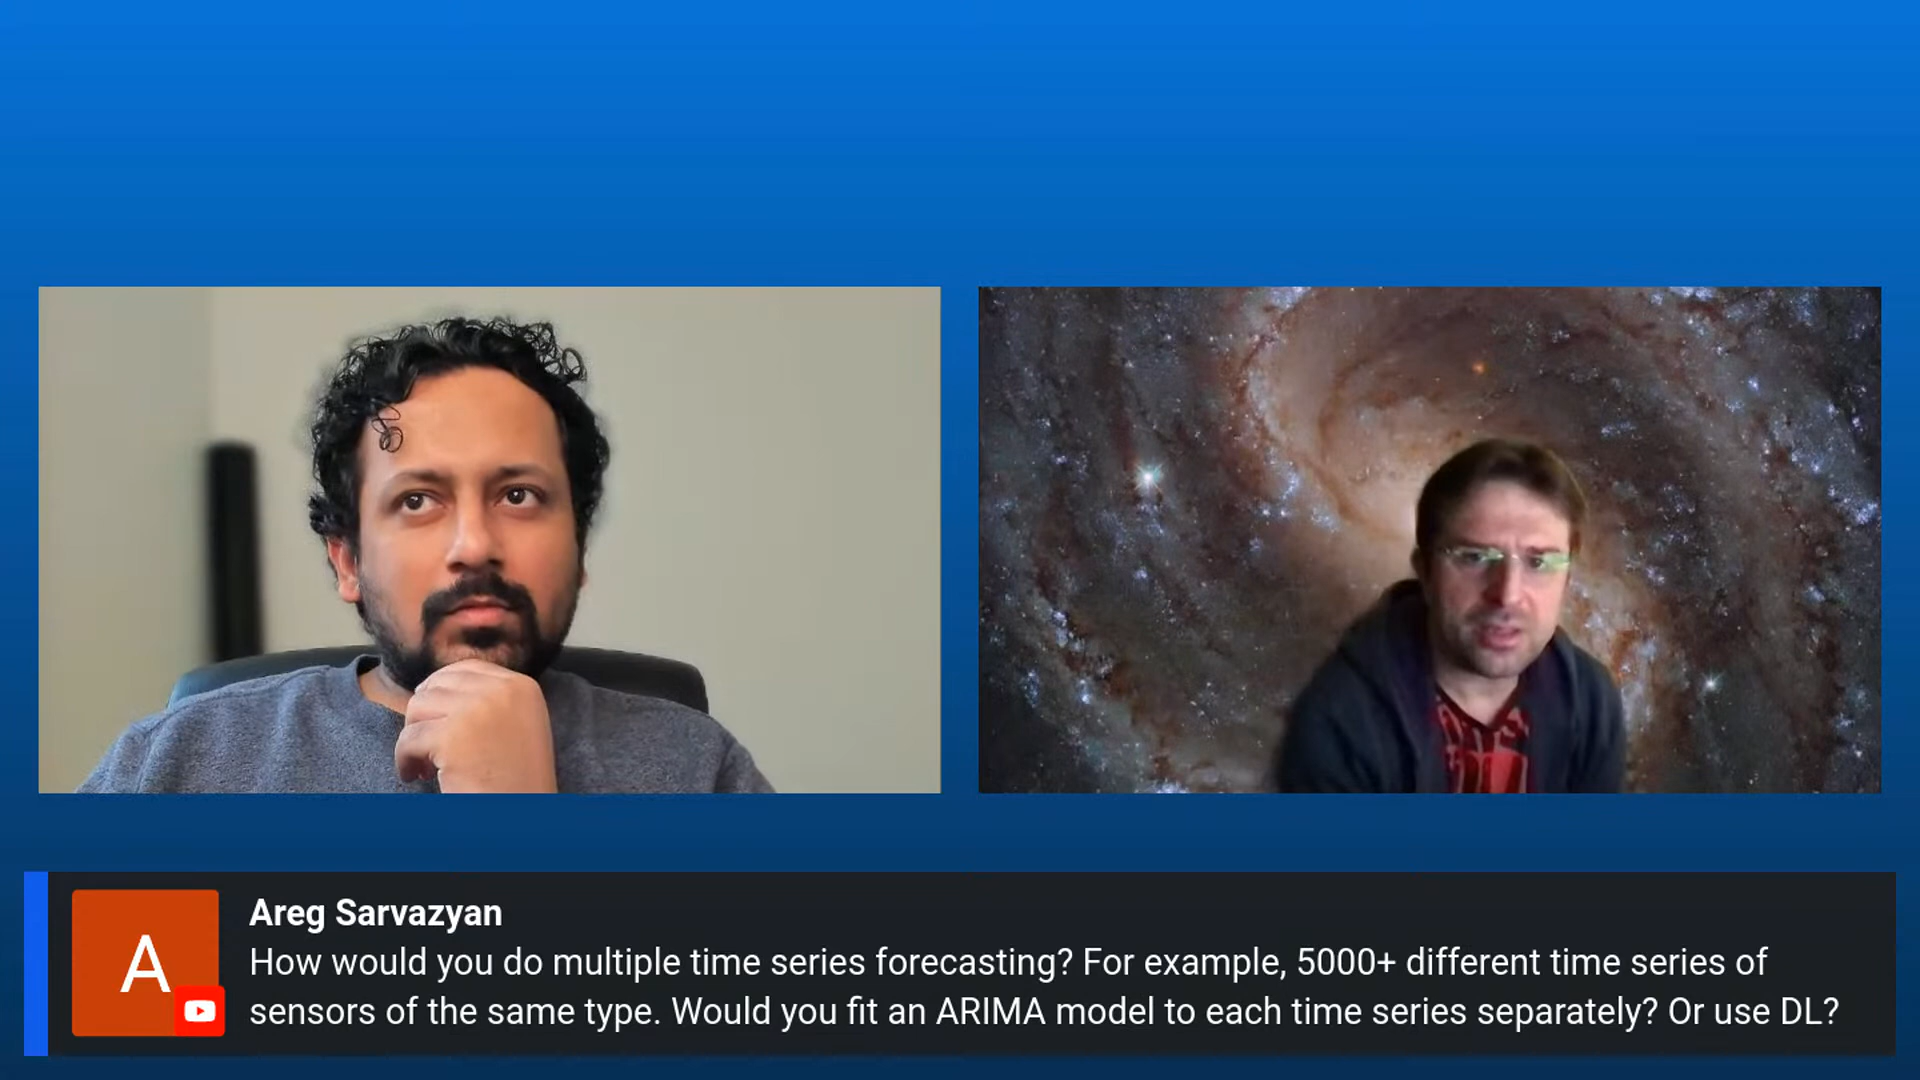 A
Areg Sarvazyan
How would you do multiple time series forecasting? For example, 5000+ different time series of
sensors of the same type. Would you fit an ARIMA model to each time series separately? Or use DL?